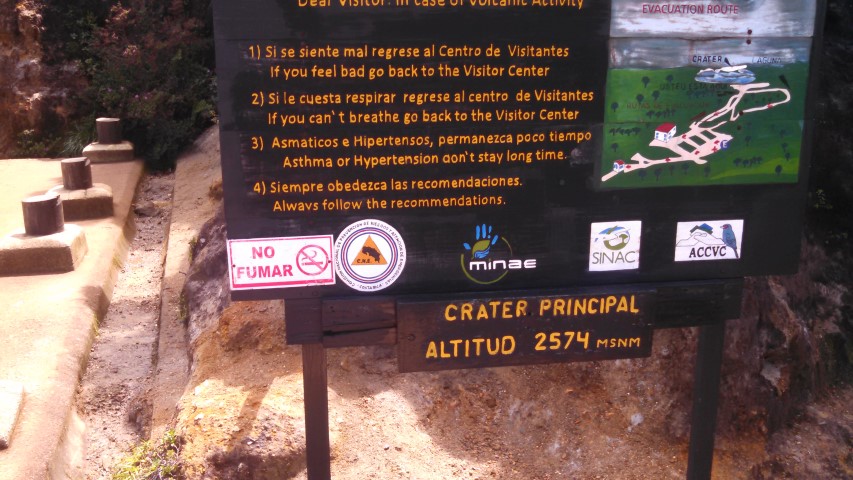 Dear Visitor: In case of Volcanic Activity
1) Si se siente mal regrese al Centro de Visitantes
If you feel bad go back to the Visitor Center
2) Si le cuesta respirar regrese al centro de Visitantes
If you can't breathe go back to the Visitor Center
3) Asmaticos e Hipertensos, permanezca poco tiempo
Asthma or Hypertension don't stay long time.
4) Siempre obedezca las recomendaciones.
Always follow the recommendations.
EVACUATION ROUTE
CRATER
LAGUNA
NO
FUMAR
C.N.E.
minae
SINAC
ACCVC
CRATER PRINCIPAL
ALTITUD 2574 MSNM